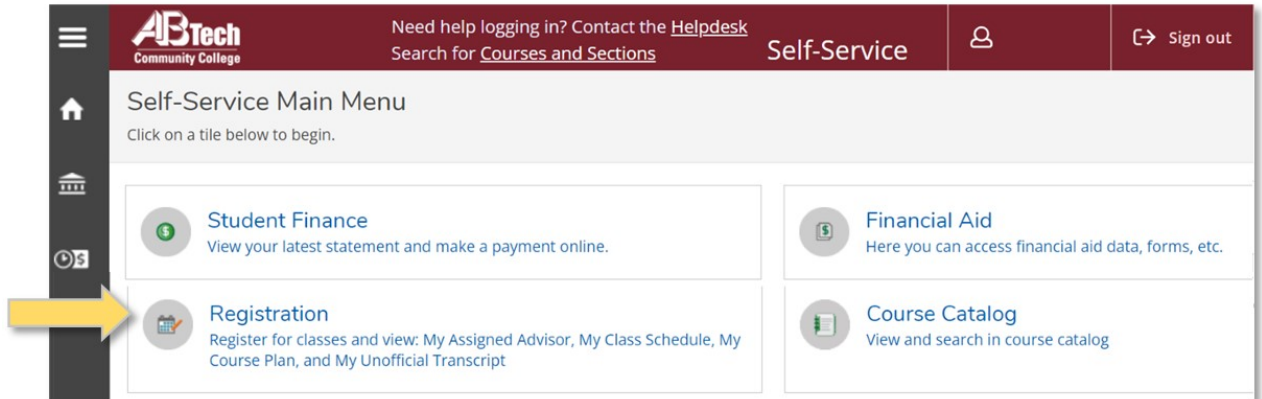 ABTech
Community College
Need help logging in? Contact the Helpdesk
Search for Courses and Sections
Self-Service
Sign out
Self-Service Main Menu
Click on a tile below to begin.
Student Finance
View your latest statement and make a payment online.
Financial Aid
Here you can access financial aid data, forms, etc.
Registration
Register for classes and view: My Assigned Advisor, My Class Schedule, My
Course Plan, and My Unofficial Transcript
Course Catalog
View and search in course catalog